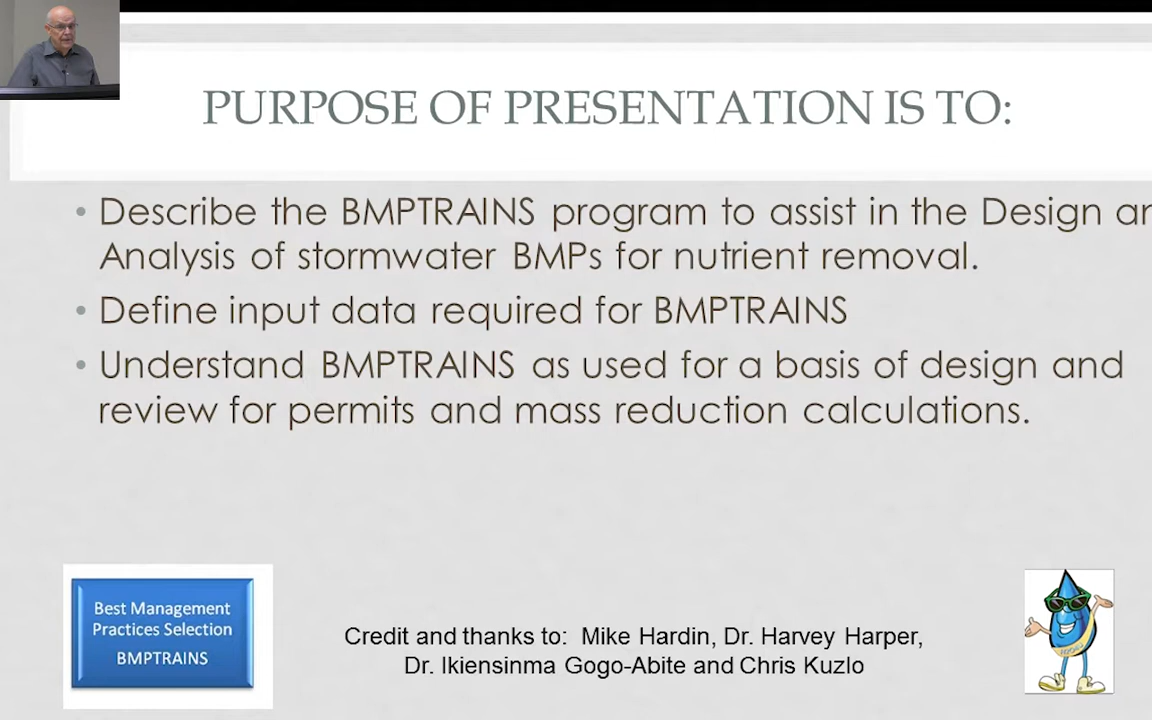 PURPOSE OF PRESENTATION IS TO:
• Describe the BMPTRAINS program to assist in the Design
Analysis of stormwater BMPs for nutrient removal.
• Define input data required for BMPTRAINS
• Understand BMPTRAINS as used for a basis of design and
review for permits and mass reduction calculations.
Best Management
Practices Selection
BMPTRAINS
Credit and thanks to: Mike Hardin, Dr. Harvey Harper,
Dr. Ikiensinma Gogo-Abite and Chris Kuzlo